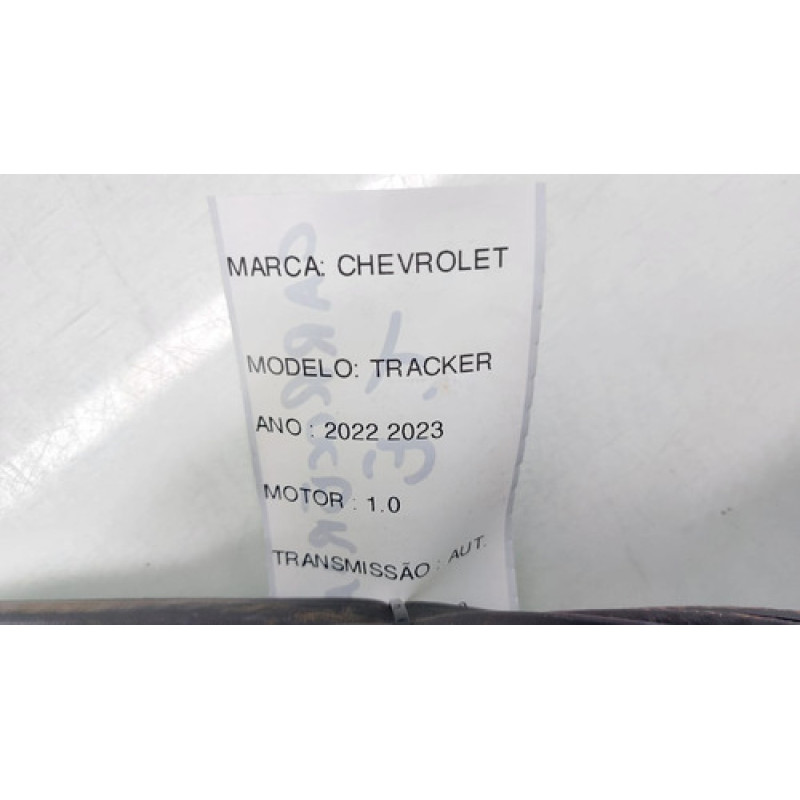 MARCA: CHEVROLET
MODELO: TRACKER
ANO : 2022 2023
MOTOR : 1.0
TRANSMISSÃO : AUT.